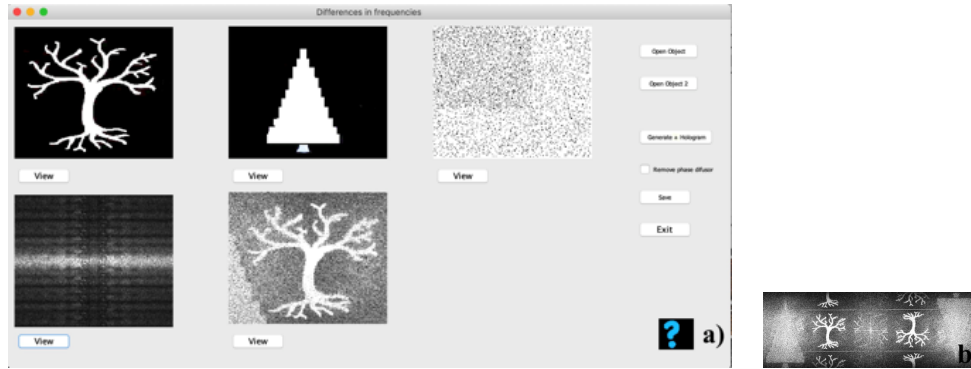 Differences in frequencies
Open Object
Open Object 2
Generate a Hologram
Remove phase difusor
Save
Exit
View
View
View
View
View
?
a)
b